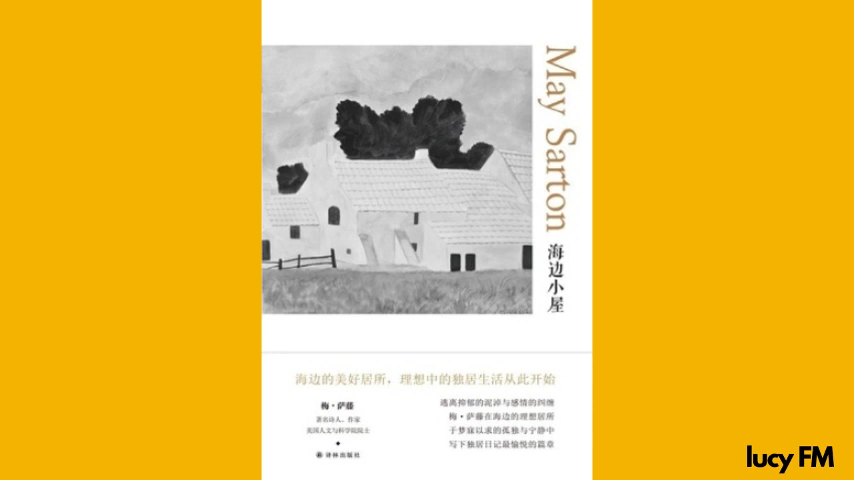 May Sarton
海边小屋
海边的美好居所，理想中的独居生活从此开始
梅·萨藤
著名诗人、作家
美国人文与科学院院士
译林出版社
逃离抑郁的泥淖与感情的纠缠
梅·萨藤在海边的理想居所
于梦寐以求的孤独与宁静中
写下独居日记最愉悦的篇章
lucy FM